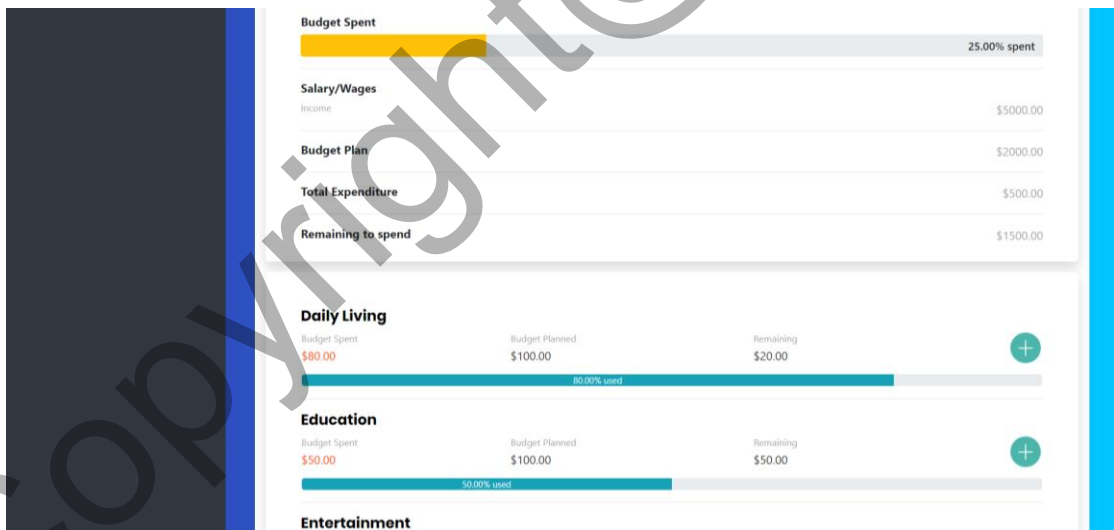 Budget Spent
25.00% spent
Salary/Wages
Income
$5000.00
Budget Plan
$2000.00
Total Expenditure
$500.00
Remaining to spend
$1500.00
Daily Living
Budget Spent Budget Planned Remaining
$80.00 $100.00 $20.00
80.00% used
Education
Budget Spent Budget Planned Remaining
$50.00 $100.00 $50.00
50.00% used
Entertainment
Copyright@